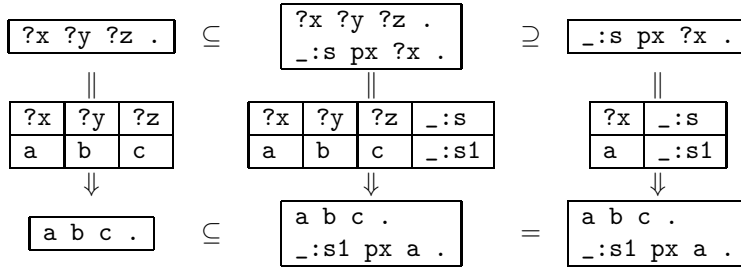 ?x ?y ?z . ⊆ ?x ?y ?z . ⊇ _:s px ?x .
_:s px ?x .
‖ ‖ ‖
?x ?y ?z ?x ?y ?z _:s ?x _:s
a b c a b c _:s1 a _:s1
⇓ ⇓ ⇓
a b c . ⊆ a b c . = a b c .
_:s1 px a . _:s1 px a .